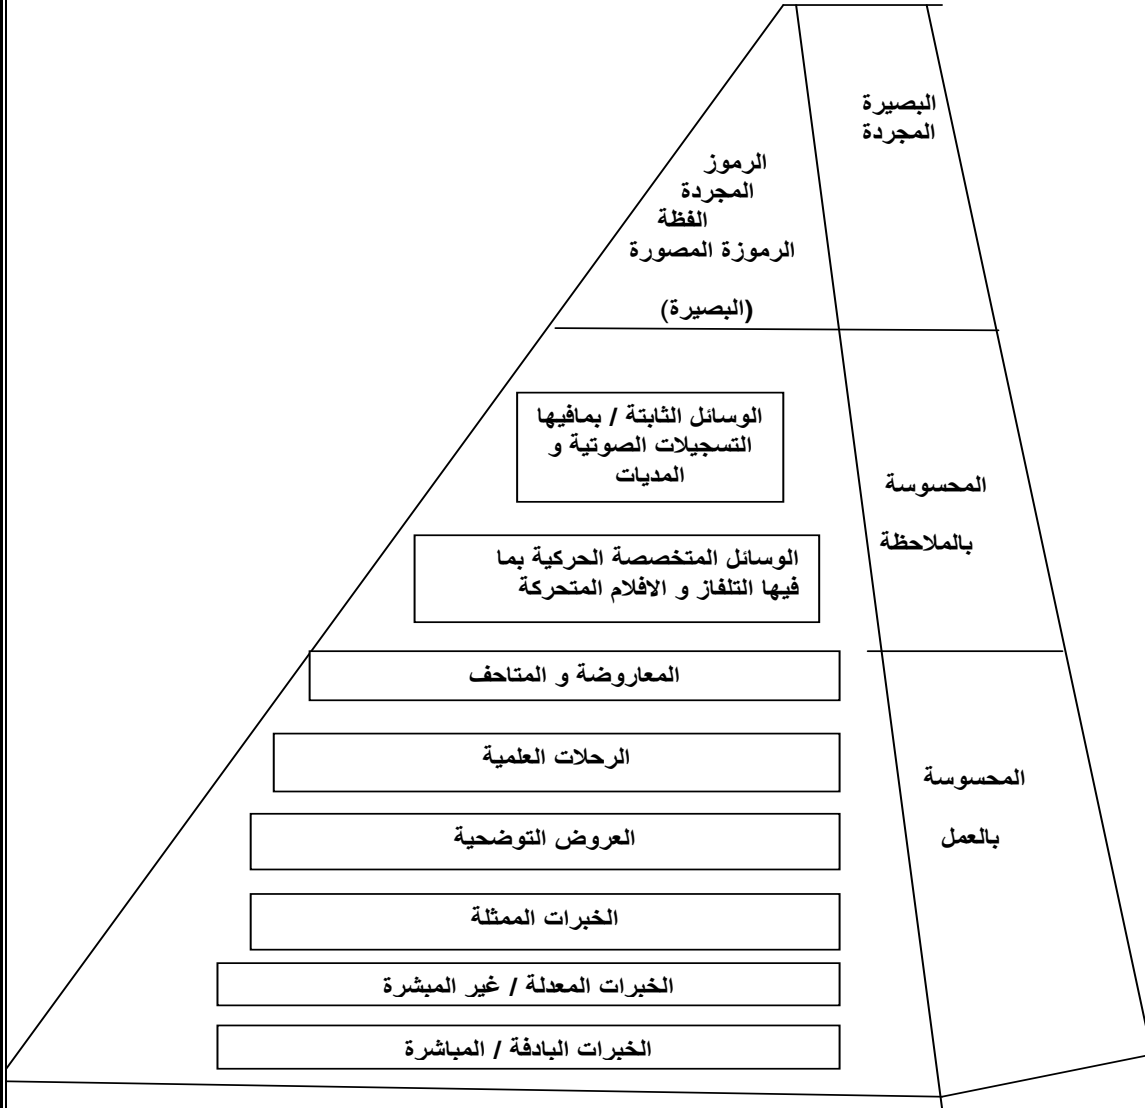 البصيرة
المجردة
الرموز
المجردة
الفظة
الرموزة المصورة
(البصيرة)
الوسائل الثابتة / بمافيها
التسجيلات الصوتية و
المديات
المحسوسة
بالملاحظة
الوسائل المتخصصة الحركية بما
فيها التلفاز و الافلام المتحركة
المعاروضة و المتاحف
الرحلات العلمية
المحسوسة
بالعمل
العروض التوضحية
الخبرات الممثلة
الخبرات المعدلة / غير المبشرة
الخبرات البادفة / المباشرة